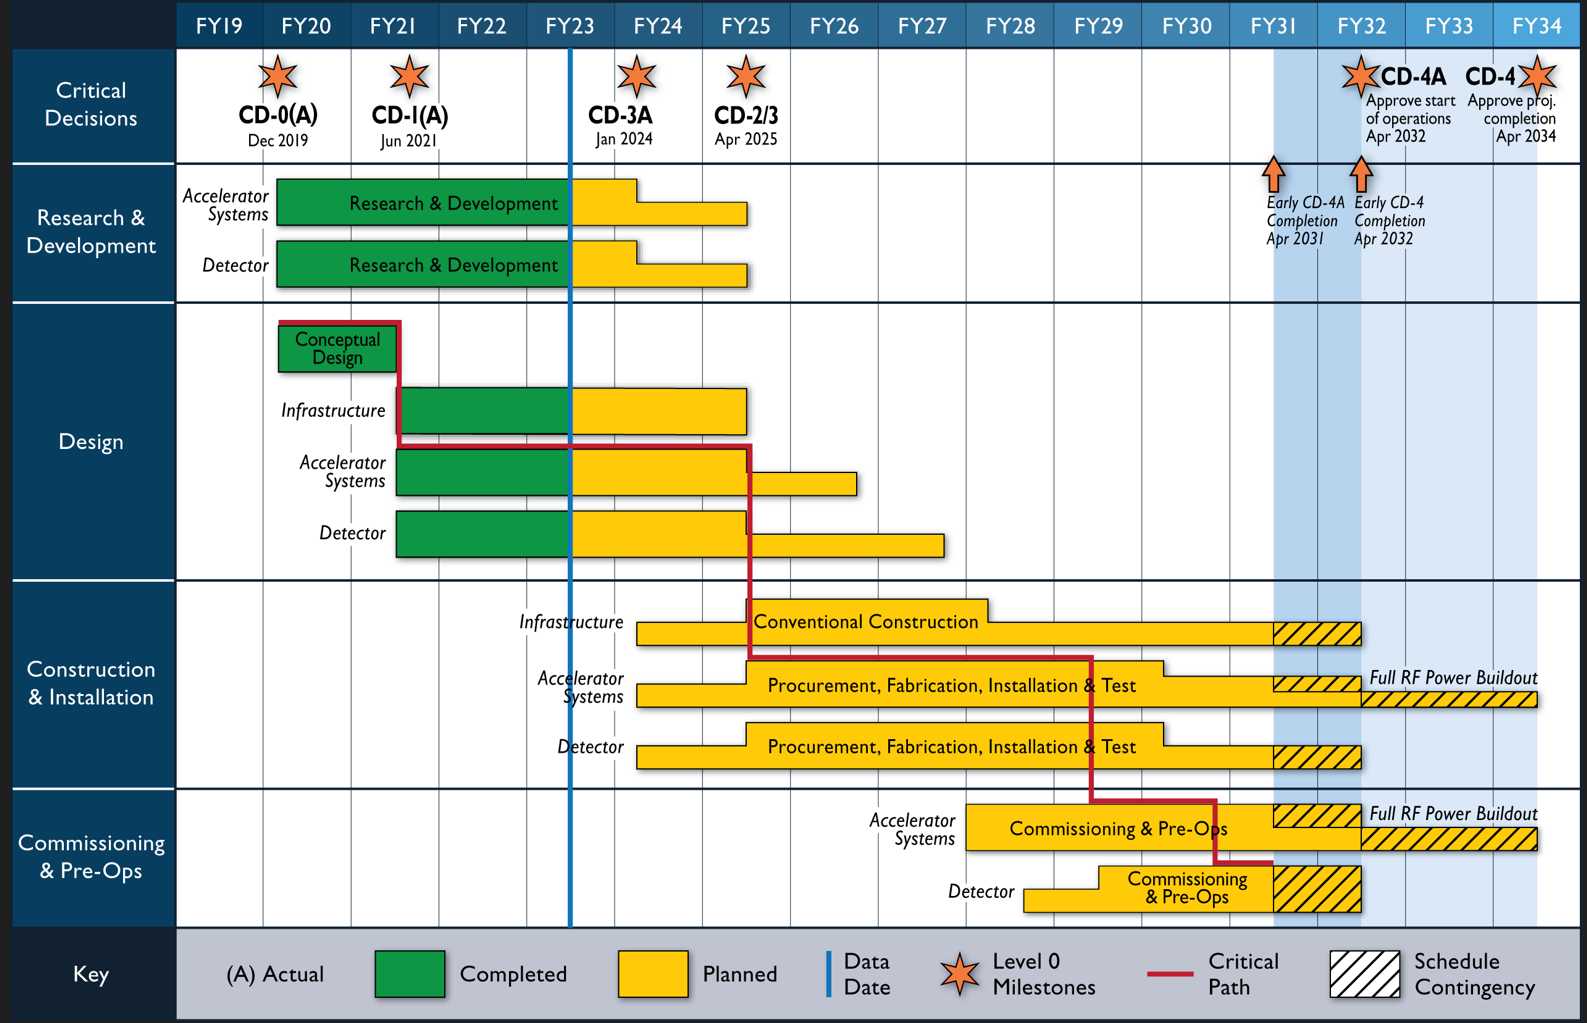 FY19 FY20 FY21 FY22 FY23 FY24 FY25 FY26 FY27 FY28 FY29 FY30 FY31 FY32 FY33 FY34
Critical
Decisions
CD-0(A)
Dec 2019
CD-1(A)
Jun 2021
CD-3A
Jan 2024
CD-2/3
Apr 2025
CD-4A
Approve start
of operations
Apr 2032
CD-4
Approve proj.
completion
Apr 2034
Early CD-4A
Completion
Apr 2031
Early CD-4
Completion
Apr 2032
Research &
Development
Accelerator
Systems
Research & Development
Detector
Research & Development
Design
Conceptual
Design
Infrastructure
Accelerator
Systems
Detector
Construction
& Installation
Infrastructure
Conventional Construction
Accelerator
Systems
Procurement, Fabrication, Installation & Test
Full RF Power Buildout
Detector
Procurement, Fabrication, Installation & Test
Commissioning
& Pre-Ops
Accelerator
Systems
Commissioning & Pre-Ops
Full RF Power Buildout
Detector
Commissioning
& Pre-Ops
Key
(A) Actual
Completed
Planned
Data
Date
Level 0
Milestones
Critical
Path
Schedule
Contingency